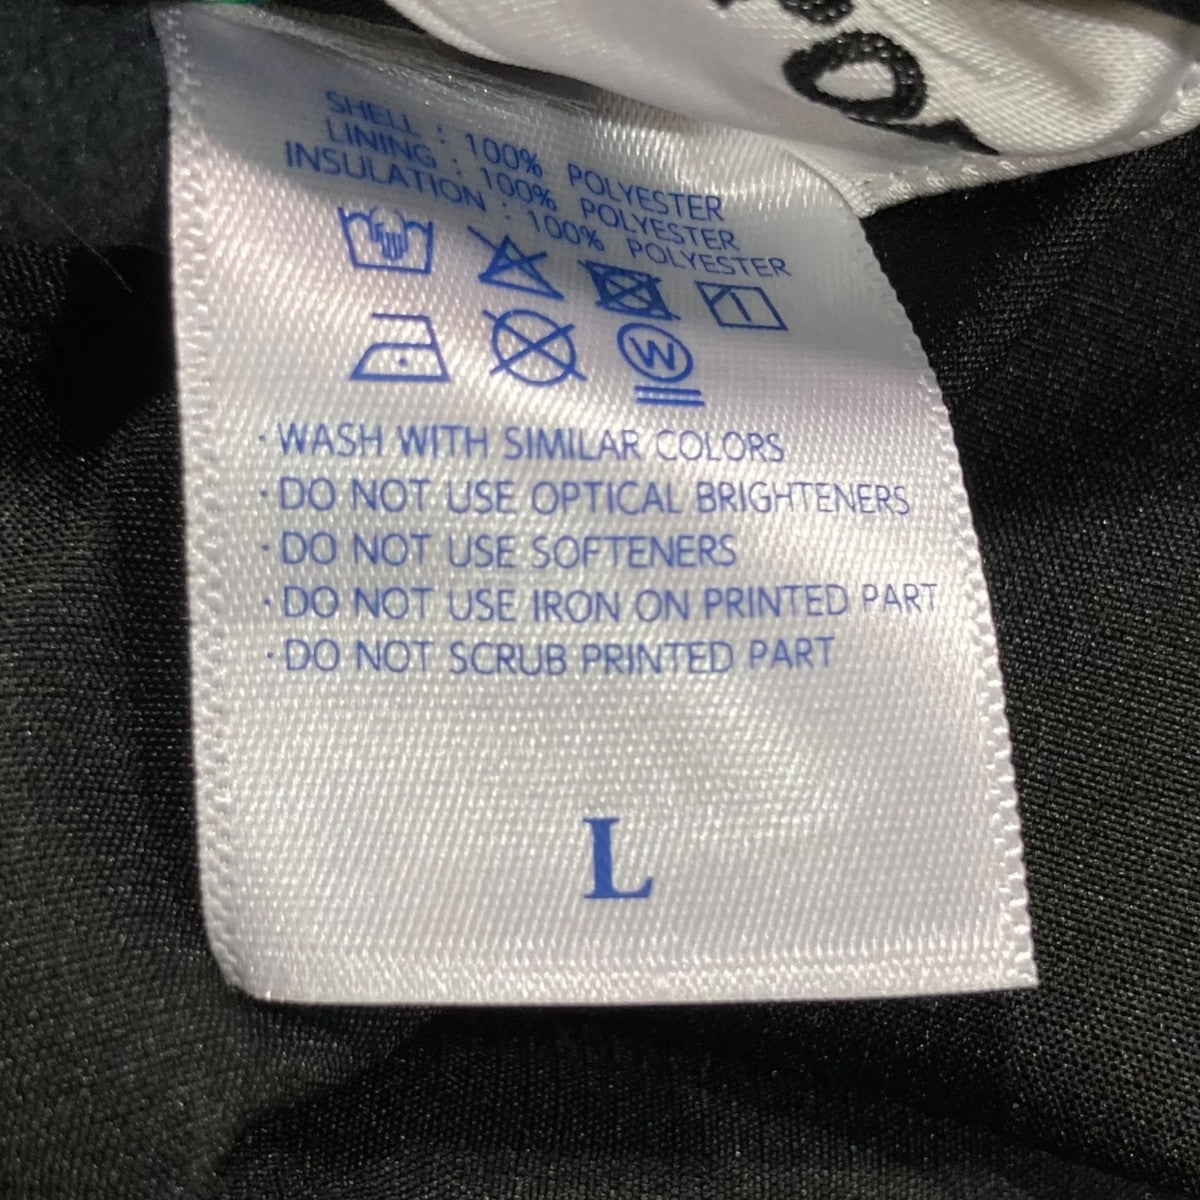 SHELL : 100% POLYESTER
LINING : 100% POLYESTER
INSULATION : 100% POLYESTER
W
· WASH WITH SIMILAR COLORS
· DO NOT USE OPTICAL BRIGHTENERS
· DO NOT USE SOFTENERS
· DO NOT USE IRON ON PRINTED PART
· DO NOT SCRUB PRINTED PART
L